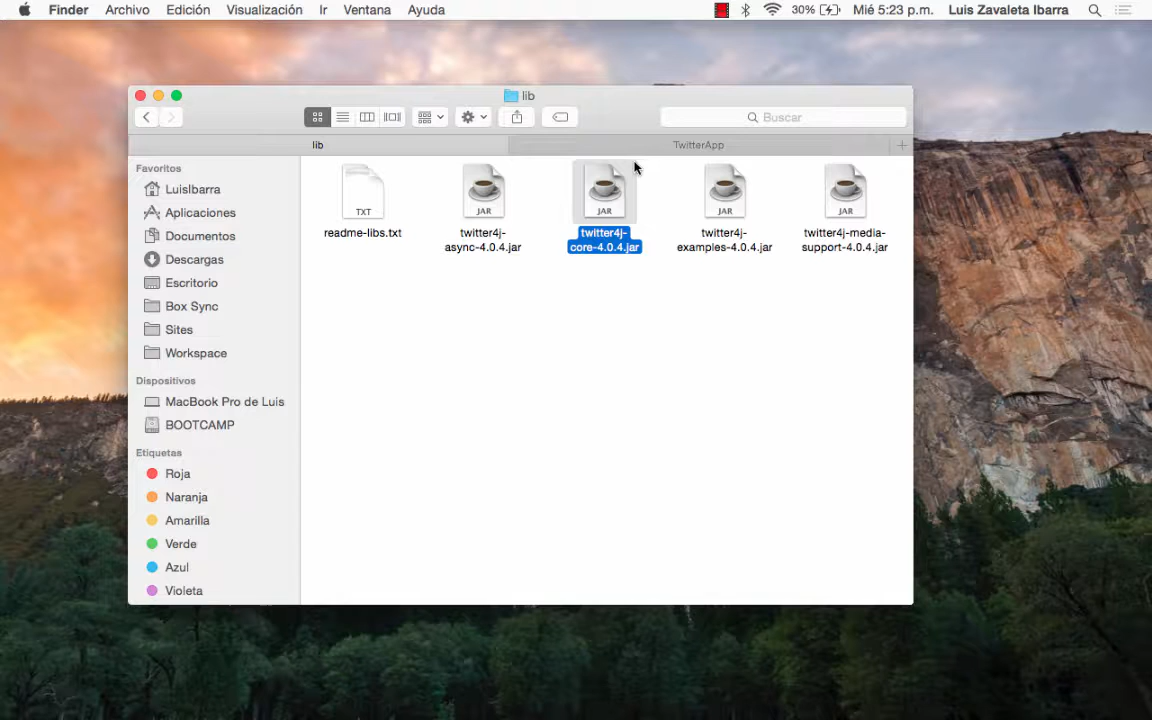 Finder Archivo Edición Visualización Ir Ventana Ayuda 30% Mié 5:23 p.m. Luis Zavaleta Ibarra
lib
Buscar
lib TwitterApp
Favoritos
LuisIbarra
Aplicaciones
Documentos
Descargas
Escritorio
Box Sync
Sites
Workspace
Dispositivos
MacBook Pro de Luis
BOOTCAMP
Etiquetas
Roja
Naranja
Amarilla
Verde
Azul
Violeta
TXT JAR JAR JAR JAR
readme-libs.txt twitter4j- twitter4j- twitter4j- twitter4j-media-
async-4.0.4.jar core-4.0.4.jar examples-4.0.4.jar support-4.0.4.jar